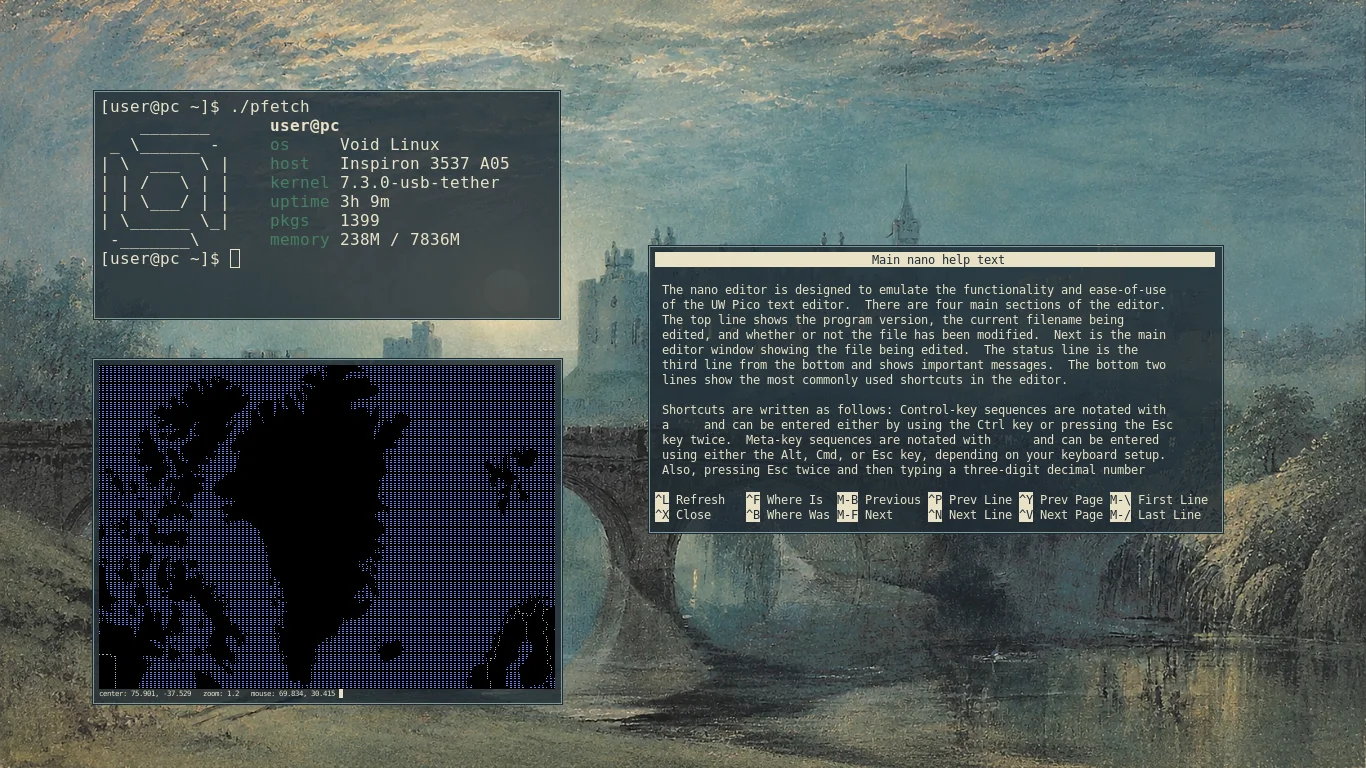 [user@pc ~]$ ./pfetch
user@pc
os Void Linux
host Inspiron 3537 A05
kernel 7.3.0-usb-tether
uptime 3h 9m
pkgs 1399
memory 238M / 7836M
[user@pc ~]$
center: 75.901, -37.529 zoom: 1.2 mouse: 69.834, 30.415
Main nano help text
The nano editor is designed to emulate the functionality and ease-of-use
of the UW Pico text editor. There are four main sections of the editor.
The top line shows the program version, the current filename being
edited, and whether or not the file has been modified. Next is the main
editor window showing the file being edited. The status line is the
third line from the bottom and shows important messages. The bottom two
lines show the most commonly used shortcuts in the editor.
Shortcuts are written as follows: Control-key sequences are notated with
a and can be entered either by using the Ctrl key or pressing the Esc
key twice. Meta-key sequences are notated with and can be entered
using either the Alt, Cmd, or Esc key, depending on your keyboard setup.
Also, pressing Esc twice and then typing a three-digit decimal number
^L Refresh ^F Where Is M-B Previous ^P Prev Line ^Y Prev Page M-\ First Line
^X Close ^B Where Was M-F Next ^N Next Line ^V Next Page M-/ Last Line